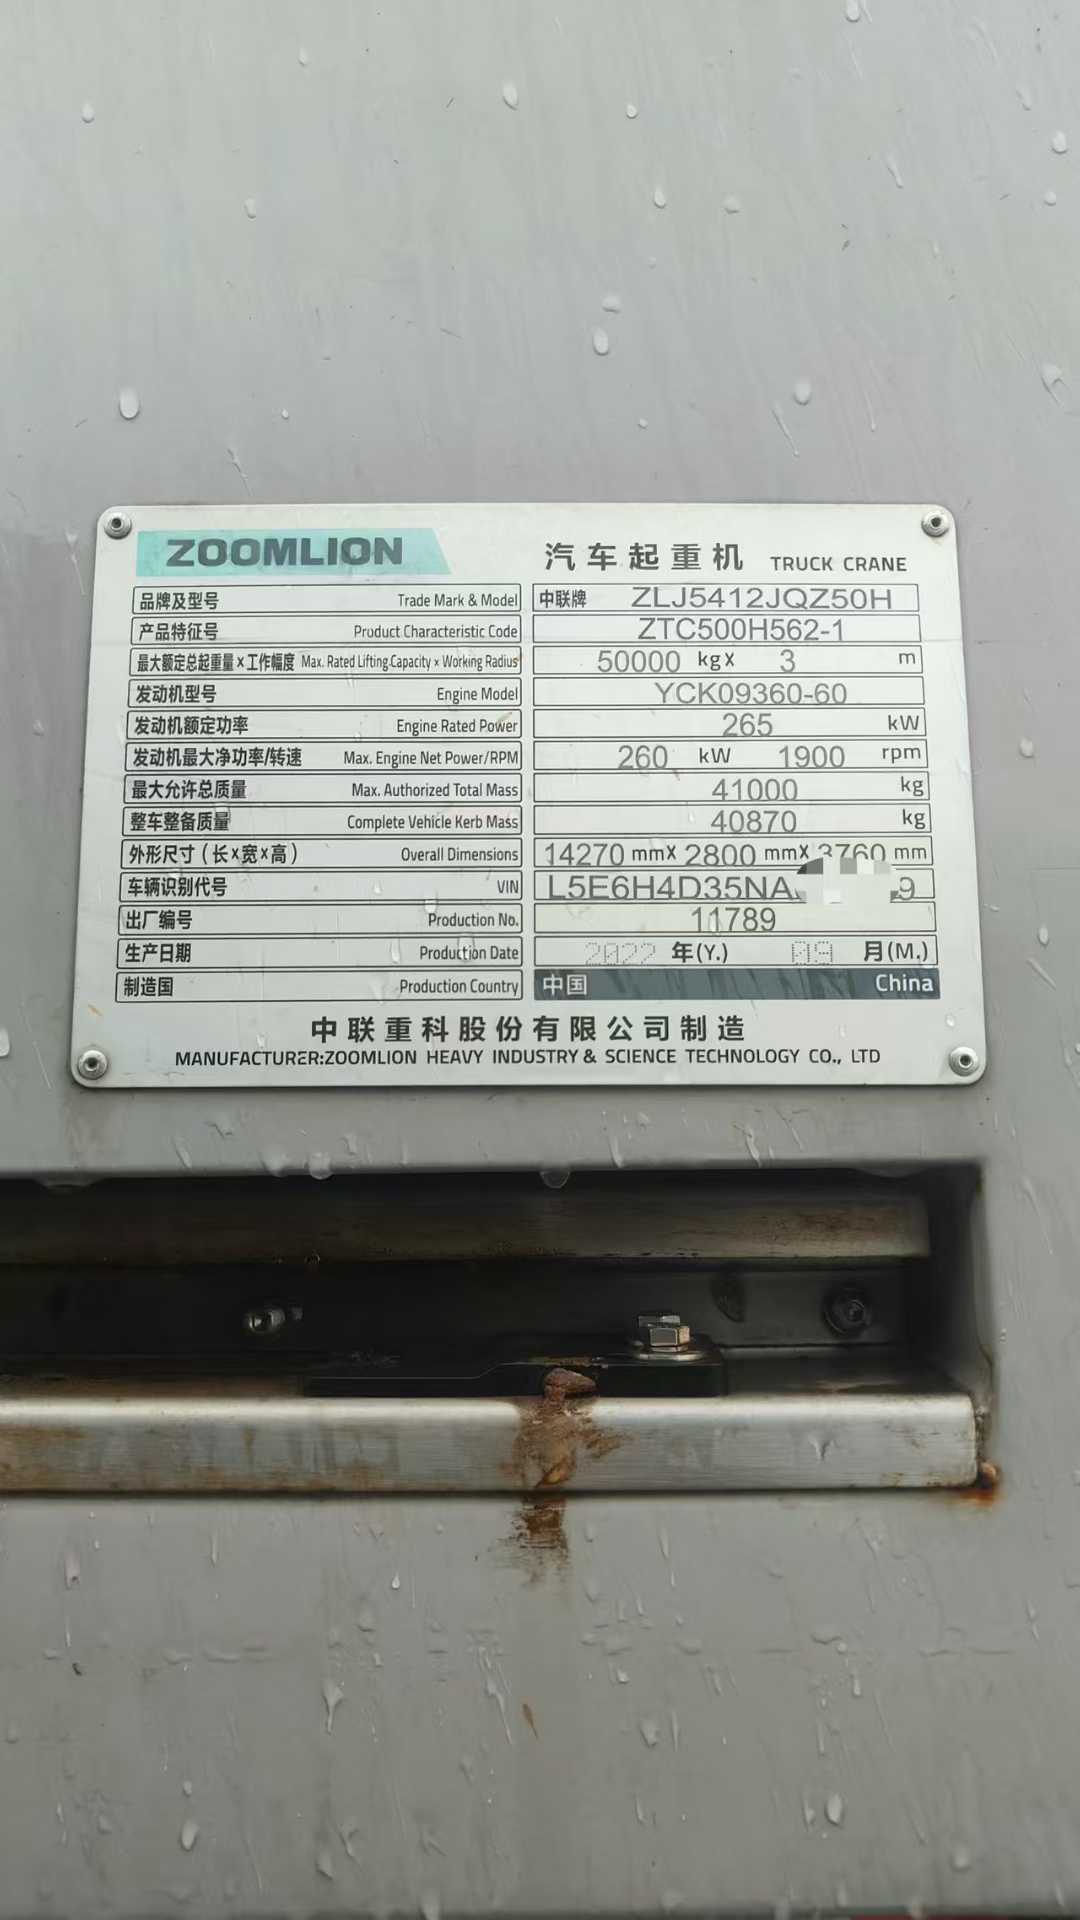 ZOOMLION 汽车起重机 TRUCK CRANE
品牌及型号 Trade Mark & Model 中联牌 ZLJ5412JQZ50H
产品特征号 Product Characteristic Code ZTC500H562-1
最大额定总起重量×工作幅度 Max. Rated Lifting Capacity × Working Radius 50000 kg× 3 m
发动机型号 Engine Model YCK09360-60
发动机额定功率 Engine Rated Power 265 kW
发动机最大净功率/转速 Max. Engine Net Power/RPM 260 kW 1900 rpm
最大允许总质量 Max. Authorized Total Mass 41000 kg
整车整备质量 Complete Vehicle Kerb Mass 40870 kg
外形尺寸(长×宽×高) Overall Dimensions 14270 mm× 2800 mm× 3760 mm
车辆识别代号 VIN L5E6H4D35NA 9
出厂编号 Production No. 11789
生产日期 Production Date 2022 年(Y.) 09 月(M.)
制造国 Production Country 中国 China
中联重科股份有限公司制造
MANUFACTURER:ZOOMLION HEAVY INDUSTRY & SCIENCE TECHNOLOGY CO., LTD